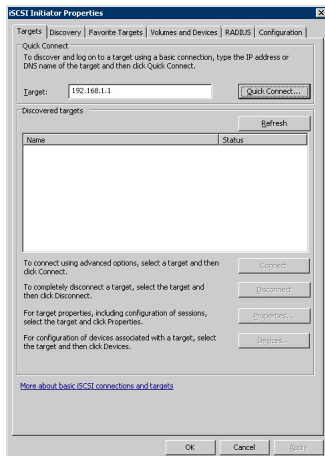 iSCSI Initiator Properties
Targets Discovery Favorite Targets Volumes and Devices RADIUS Configuration
Quick Connect
To discover and log on to a target using a basic connection, type the IP address or
DNS name of the target and then click Quick Connect.
Target: 192.168.1.1 Quick Connect...
Discovered targets
Refresh
Name Status
To connect using advanced options, select a target and then
click Connect.
Connect
To completely disconnect a target, select the target and
then click Disconnect.
Disconnect
For target properties, including configuration of sessions,
select the target and click Properties.
Properties...
For configuration of devices associated with a target, select
the target and then click Devices.
Devices...
More about basic iSCSI connections and targets
OK Cancel Apply